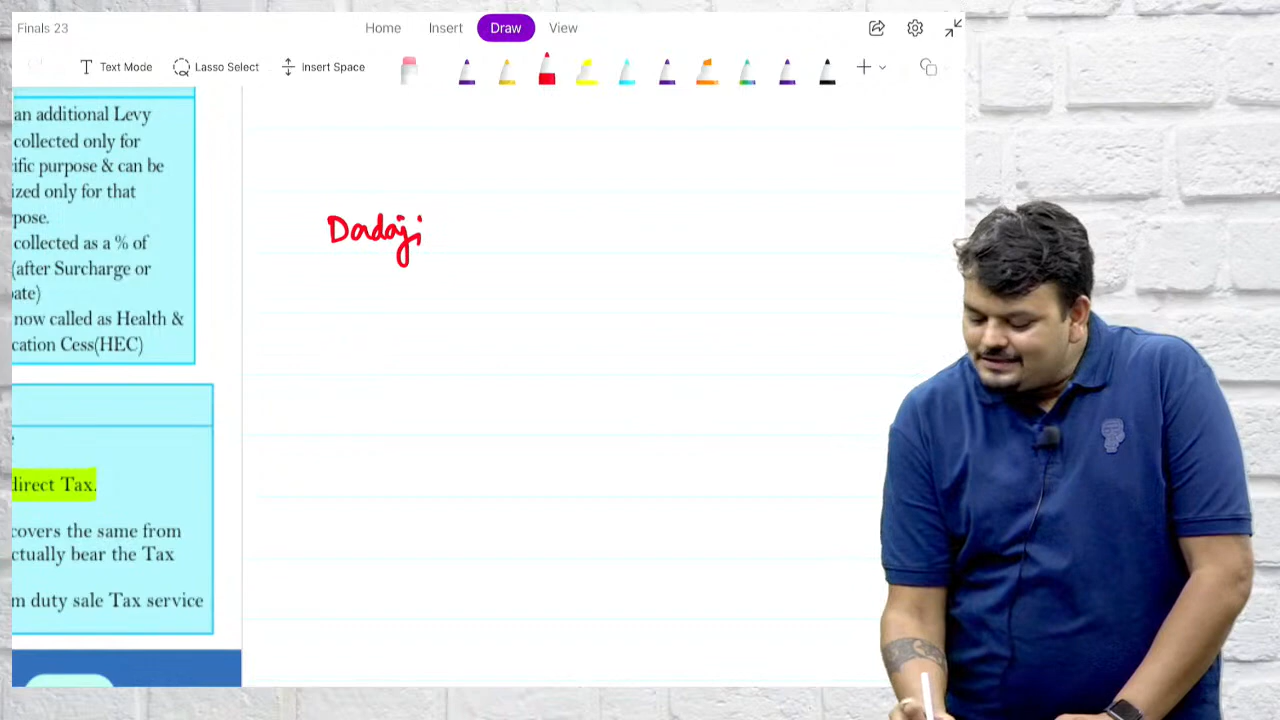 Finals 23
Home Insert Draw View
Text Mode Lasso Select Insert Space
an additional Levy
collected only for
ific purpose & can be
ized only for that
pose.
collected as a % of
(after Surcharge or
ate)
now called as Health &
cation Cess(HEC)
Dadaji
direct Tax.
covers the same from
ctually bear the Tax
m duty sale Tax service